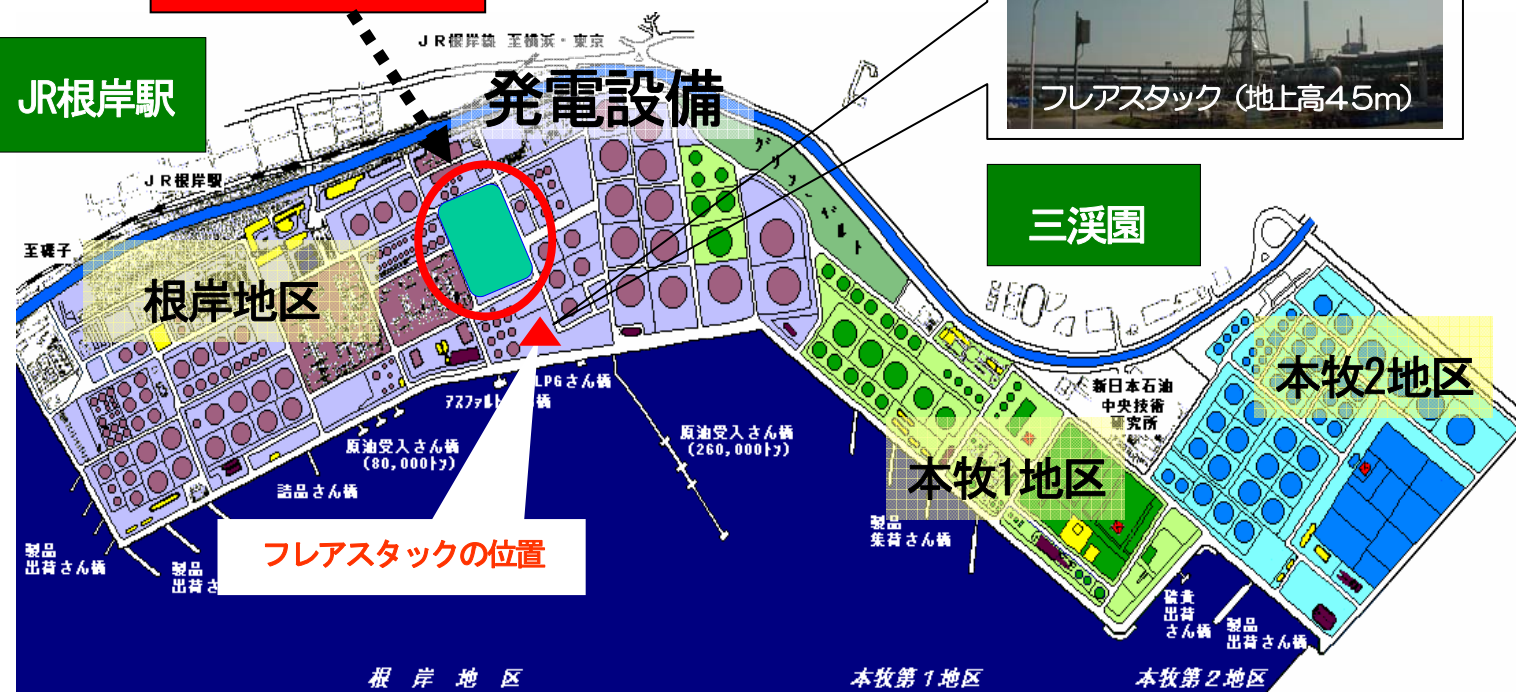 JR根岸線 至横浜・東京
JR根岸駅
発電設備
フレアスタック (地上高45m)
グリーンベルト
JR根岸駅
三渓園
至磯子
根岸地区
本牧2地区
新日本石油
中央技術
研究所
LPGさん橋
アスファルト
橋
原油受入さん橋
(80,000トン)
原油受入さん橋
(260,000トン)
本牧1地区
製品
集荷さん橋
フレアスタックの位置
製品
出荷さん橋
製品
出荷さ
硫黄
出荷
さん橋
製品
出荷さん橋
根岸地区
本牧第1地区
本牧第2地区